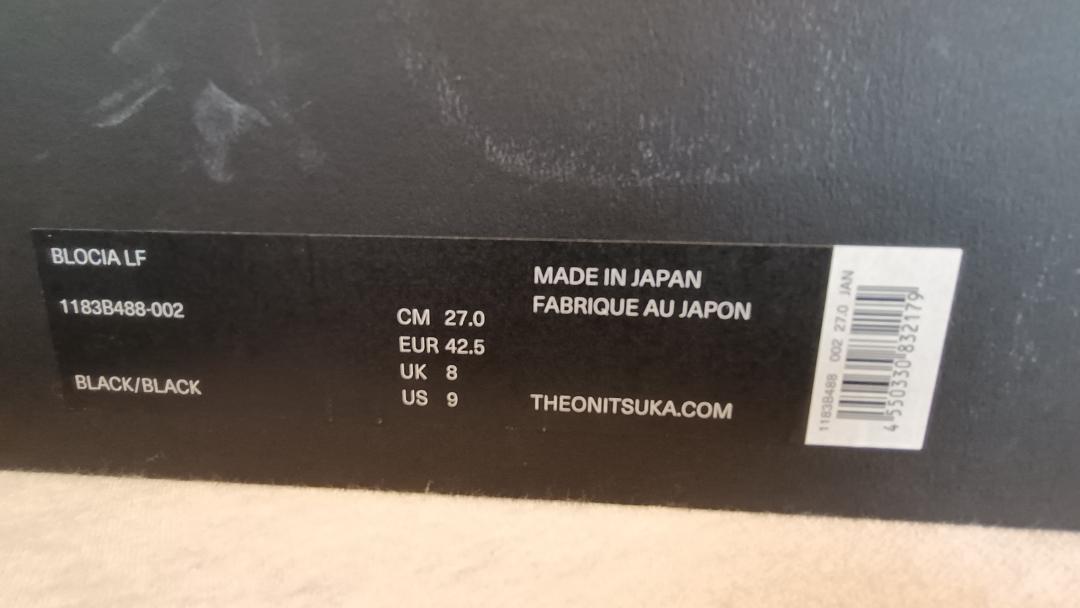 BLOCIA LF
1183B488-002
BLACK/BLACK
CM 27.0
EUR 42.5
UK 8
US 9
MADE IN JAPAN
FABRIQUE AU JAPON
THEONITSUKA.COM
1183B488 002 27.0 JAN
4 550330 832179